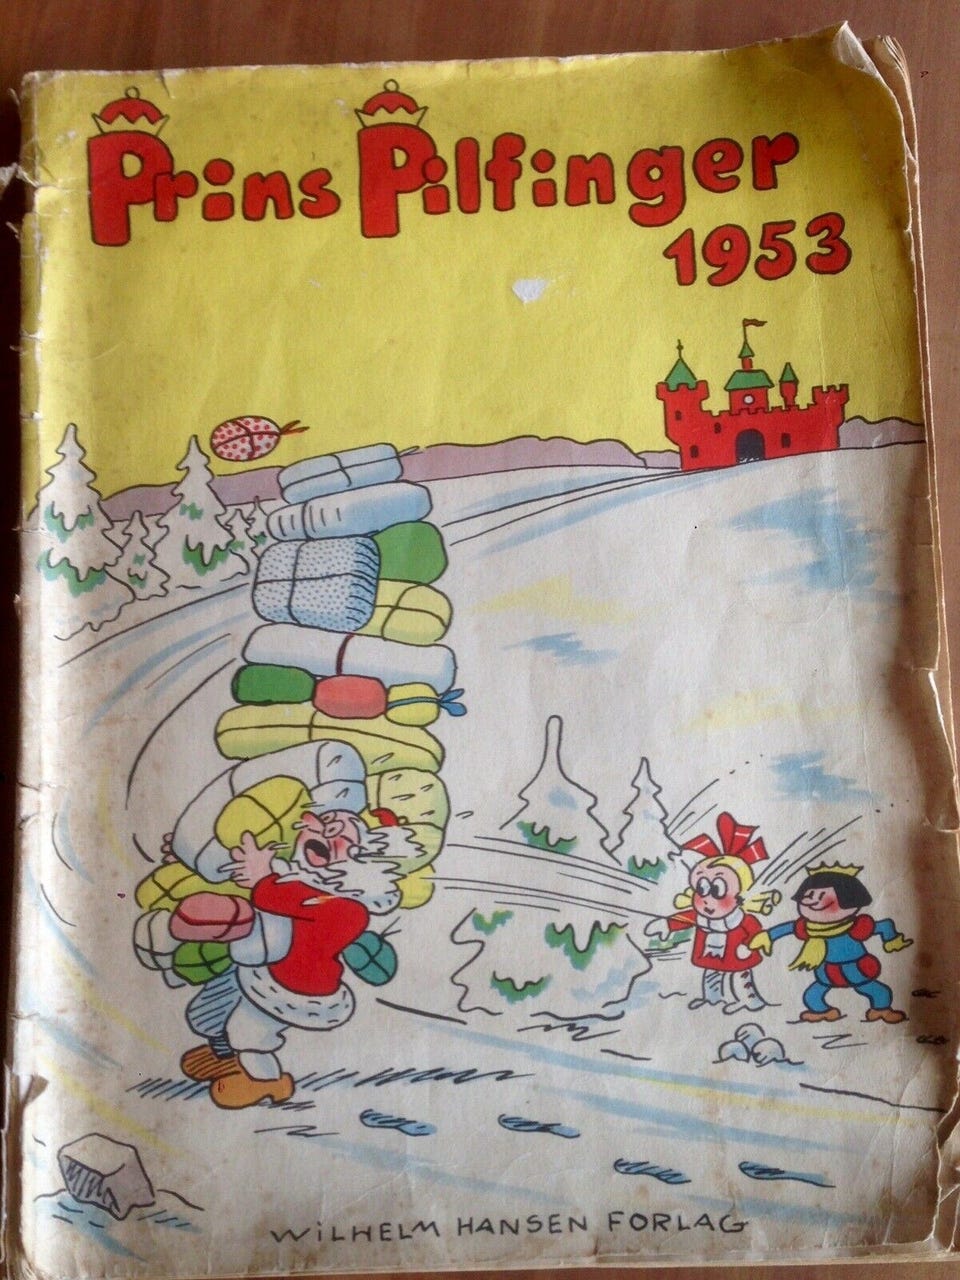 Prins Pilfinger
1953
WiLHELM HANSEN FORLAG